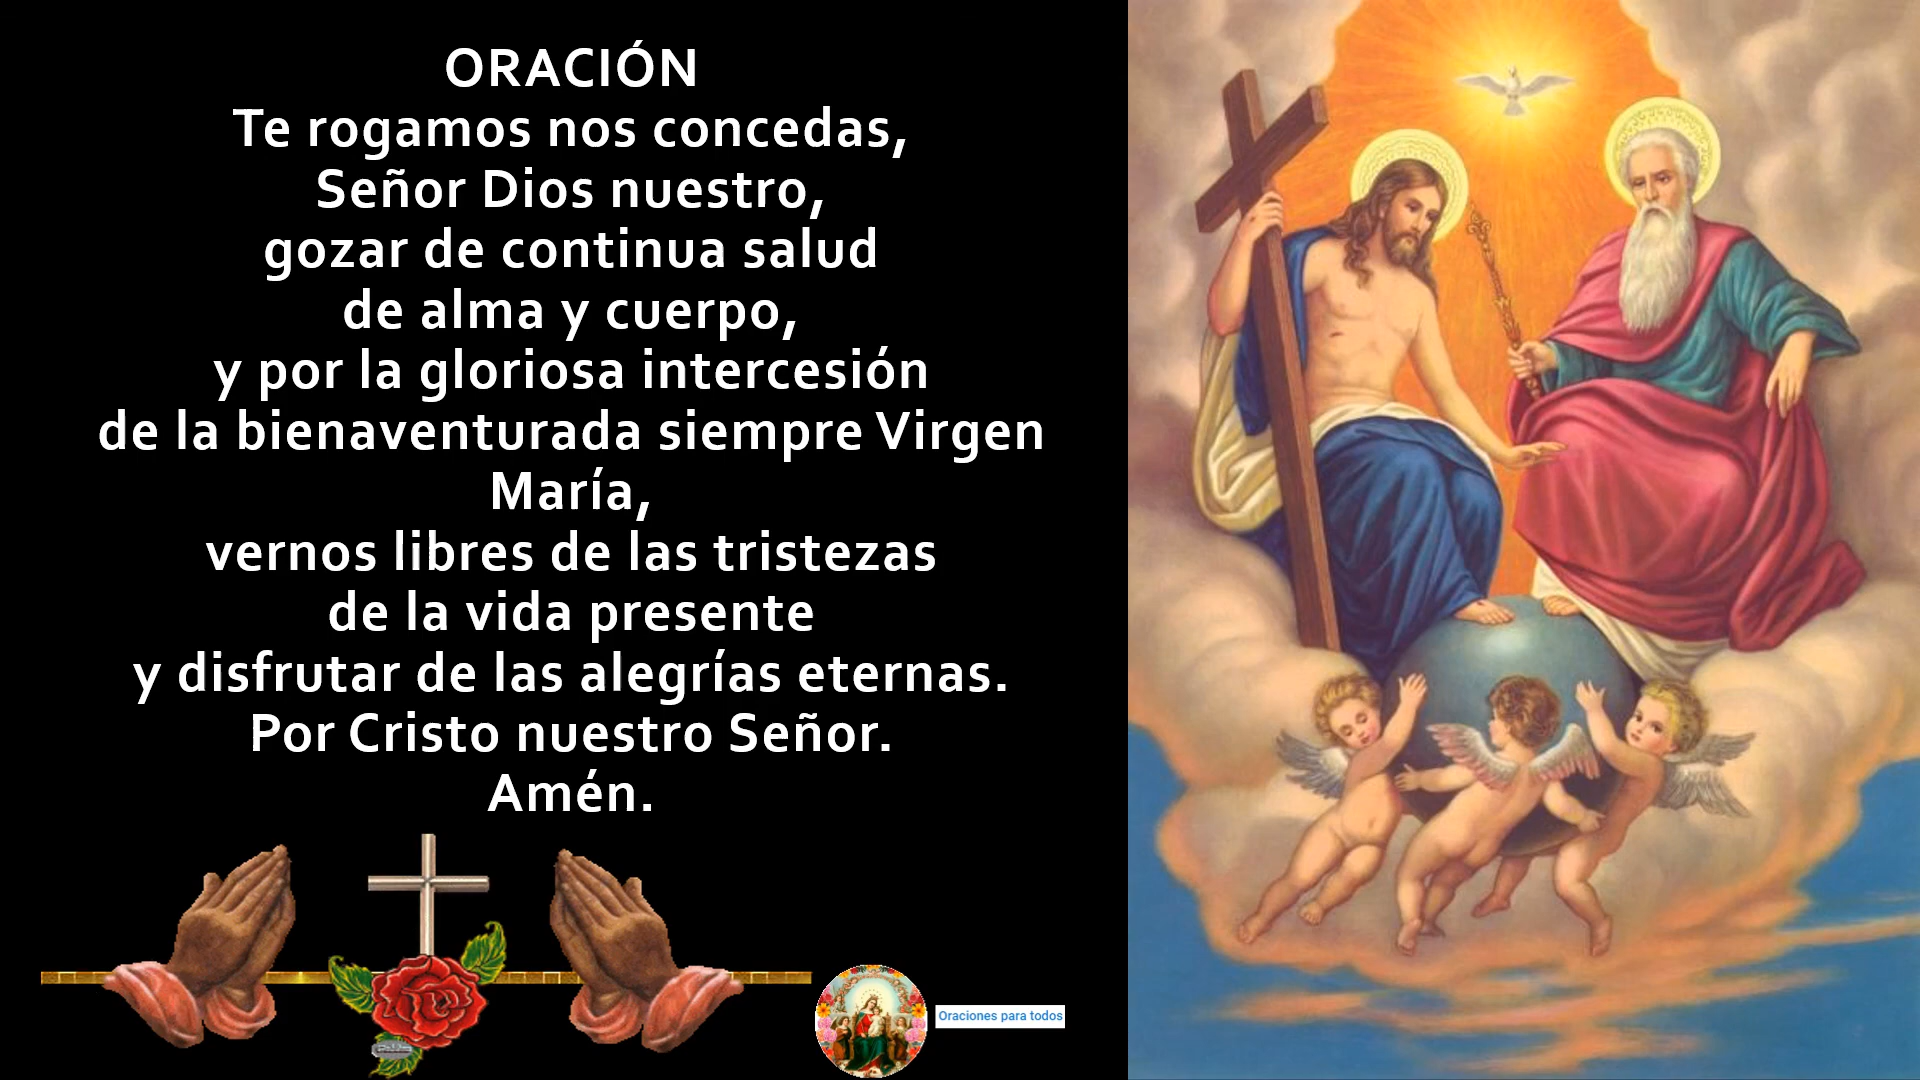 ORACIÓN
Te rogamos nos concedas,
Señor Dios nuestro,
gozar de continua salud
de alma y cuerpo,
y por la gloriosa intercesión
de la bienaventurada siempre Virgen
María,
vernos libres de las tristezas
de la vida presente
y disfrutar de las alegrías eternas.
Por Cristo nuestro Señor.
Amén.
Oraciones para todos